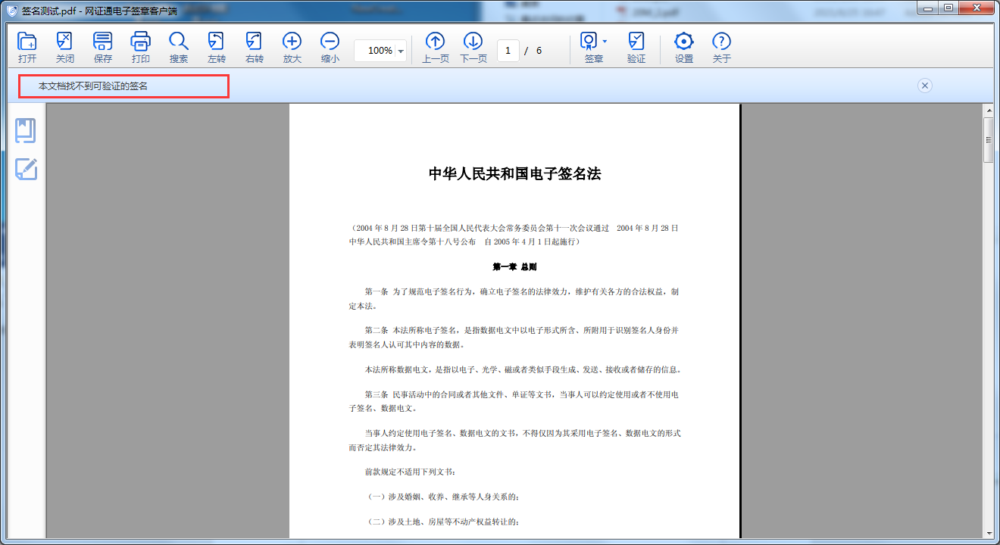 签名测试.pdf - 网证通电子签章客户端
打开 关闭 保存 打印 搜索 左转 右转 放大 缩小 100% 上一页 下一页 1 / 6 签章 验证 设置 关于
本文档找不到可验证的签名
中华人民共和国电子签名法
（2004 年 8 月 28 日第十届全国人民代表大会常务委员会第十一次会议通过 2004 年 8 月 28 日
中华人民共和国主席令第十八号公布 自 2005 年 4 月 1 日起施行）
第一章 总则
第一条 为了规范电子签名行为，确立电子签名的法律效力，维护有关各方的合法权益，制
定本法。
第二条 本法所称电子签名，是指数据电文中以电子形式所含、所附用于识别签名人身份并
表明签名人认可其中内容的数据。
本法所称数据电文，是指以电子、光学、磁或者类似手段生成、发送、接收或者储存的信息。
第三条 民事活动中的合同或者其他文件、单证等文书，当事人可以约定使用或者不使用电
子签名、数据电文。
当事人约定使用电子签名、数据电文的文书，不得仅因为其采用电子签名、数据电文的形式
而否定其法律效力。
前款规定不适用下列文书：
（一）涉及婚姻、收养、继承等人身关系的；
（二）涉及土地、房屋等不动产权益转让的；